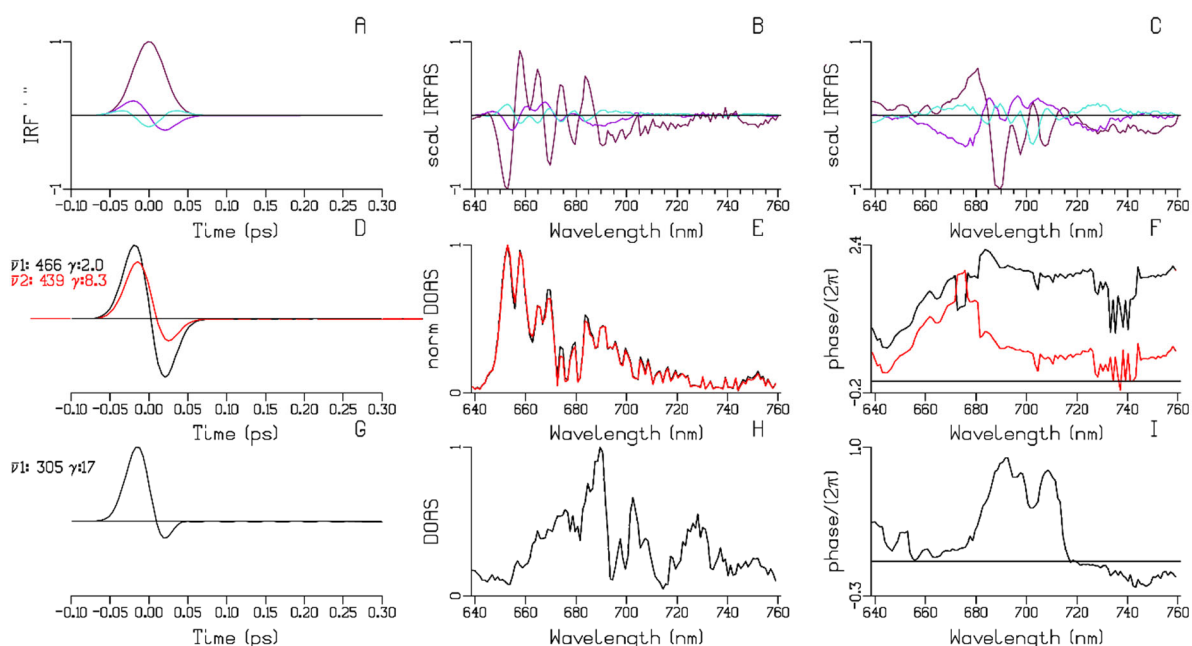 A
B
C
1
1
1
IRF ' "
scal IRFAS
scal IRFAS
-1
-1
-1
-0.10 -0.05 0.00 0.05 0.10 0.15 0.20 0.25 0.30
640 660 680 700 720 740 760
640 660 680 700 720 740 760
Time (ps)
Wavelength (nm)
Wavelength (nm)
D
E
F
ν̄1: 466 γ:2.0
ν̄2: 439 γ:8.3
1
2.4
norm DOAS
phase/(2π)
0
-0.2
-0.10 -0.05 0.00 0.05 0.10 0.15 0.20 0.25 0.30
640 660 680 700 720 740 760
640 660 680 700 720 740 760
Time (ps)
Wavelength (nm)
Wavelength (nm)
G
H
I
ν̄1: 305 γ:17
1
1.0
DOAS
phase/(2π)
0
-0.3
-0.10 -0.05 0.00 0.05 0.10 0.15 0.20 0.25 0.30
640 660 680 700 720 740 760
640 660 680 700 720 740 760
Time (ps)
Wavelength (nm)
Wavelength (nm)